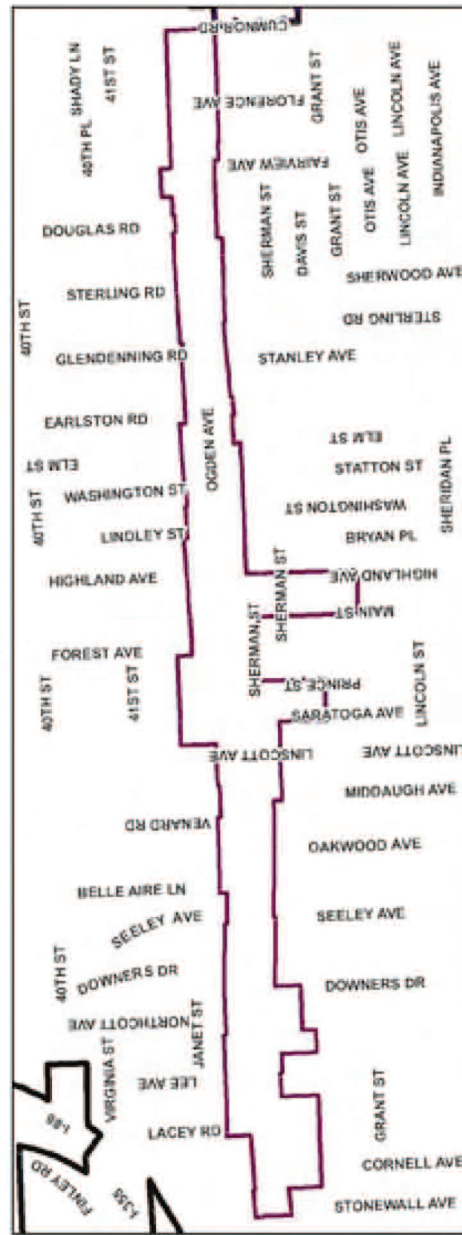 CUMNOR RD
SHADY LN
41ST ST
40TH PL
FLORENCE AVE
GRANT ST
OTIS AVE
LINCOLN AVE
INDIANAPOLIS AVE
FAIRVIEW AVE
DOUGLAS RD
SHERMAN ST
DAVIS ST
GRANT ST
OTIS AVE
LINCOLN AVE
STERLING RD
SHERWOOD AVE
STERLING RD
40TH ST
GLENDENNING RD
STANLEY AVE
EARLSTON RD
OGDEN AVE
ELM ST
ELM ST
STATTON ST
SHERIDAN PL
40TH ST
WASHINGTON ST
WASHINGTON ST
LINDLEY ST
BRYAN PL
HIGHLAND AVE
SHERMAN ST
HIGHLAND AVE
MAIN ST
FOREST AVE
SHERMAN ST
40TH ST
41ST ST
PRINCE ST
SARATOGA AVE
LINCOLN ST
LINSCOTT AVE
LINSCOTT AVE
MIDDAUGH AVE
VENARD RD
OAKWOOD AVE
BELLE AIRE LN
SEELEY AVE
SEELEY AVE
40TH ST
DOWNERS DR
DOWNERS DR
NORTHCOTT AVE
JANET ST
VIRGINIA ST
LEE AVE
I-88
LACEY RD
GRANT ST
FINLEY RD
I-355
CORNELL AVE
STONEWALL AVE